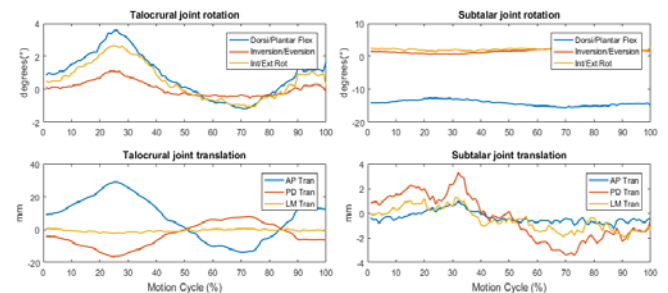 Talocrural joint rotation
degrees(°)
4
2
0
-2
0 10 20 30 40 50 60 70 80 90 100
Dorsi/Plantar Flex
Inversion/Eversion
Int/Ext Rot
Subtalar joint rotation
degrees(°)
10
0
-10
-20
0 10 20 30 40 50 60 70 80 90 100
Dorsi/Plantar Flex
Inversion/Eversion
Int/Ext Rot
Talocrural joint translation
mm
40
20
0
-20
0 10 20 30 40 50 60 70 80 90 100
Motion Cycle (%)
AP Tran
PD Tran
LM Tran
Subtalar joint translation
mm
4
2
0
-2
-4
0 10 20 30 40 50 60 70 80 90 100
Motion Cycle (%)
AP Tran
PD Tran
LM Tran